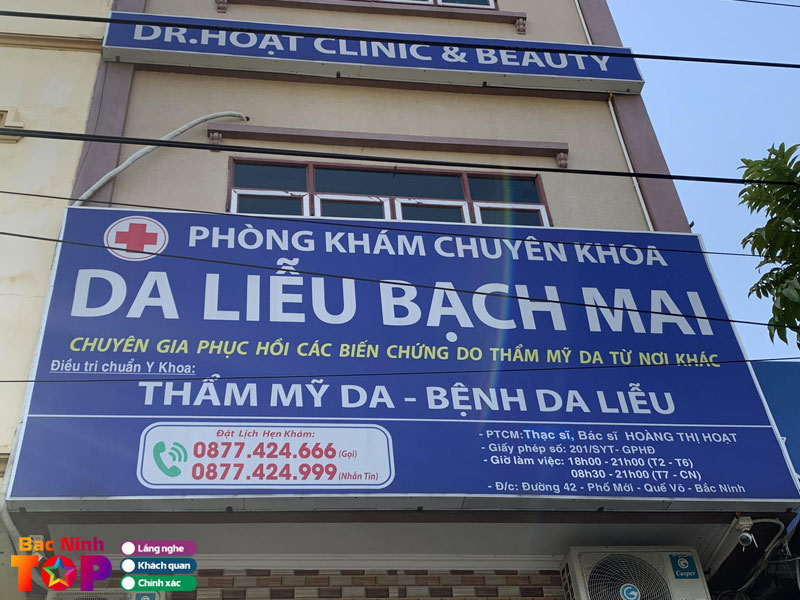 DR.HOẠT CLINIC & BEAUTY
PHÒNG KHÁM CHUYÊN KHOA
DA LIỄU BẠCH MAI
CHUYÊN GIA PHỤC HỒI CÁC BIẾN CHỨNG DO THẨM MỸ DA TỪ NƠI KHÁC
Điều trị chuẩn Y Khoa:
THẨM MỸ DA - BỆNH DA LIỄU
Đặt Lịch Hẹn Khám:
0877.424.666 (Gọi)
0877.424.999 (Nhắn Tin)
- PTCM: Thạc sĩ, Bác sĩ HOÀNG THỊ HOẠT
- Giấy phép số: 201/SYT- GPHĐ
- Giờ làm việc: 18h00 - 21h00 (T2 - T6)
08h30 - 21h00 (T7 - CN)
- Đ/c: Đường 42 - Phố Mới - Quế Võ - Bắc Ninh
Bắc Ninh
TOP
Lắng nghe
Khách quan
Chính xác
Casper